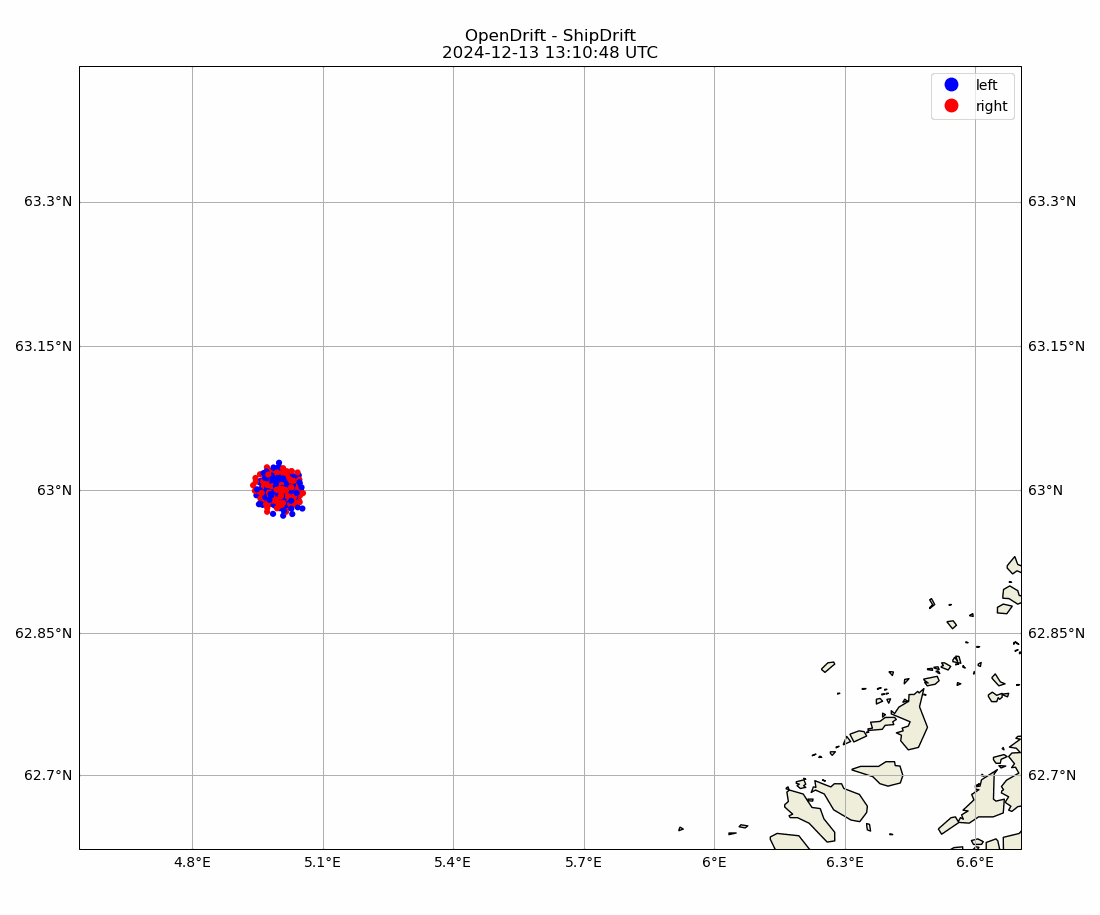 OpenDrift - ShipDrift
2024-12-13 13:10:48 UTC
left
right
63.3°N
63.3°N
63.15°N
63.15°N
63°N
63°N
62.85°N
62.85°N
62.7°N
62.7°N
4.8°E
5.1°E
5.4°E
5.7°E
6°E
6.3°E
6.6°E